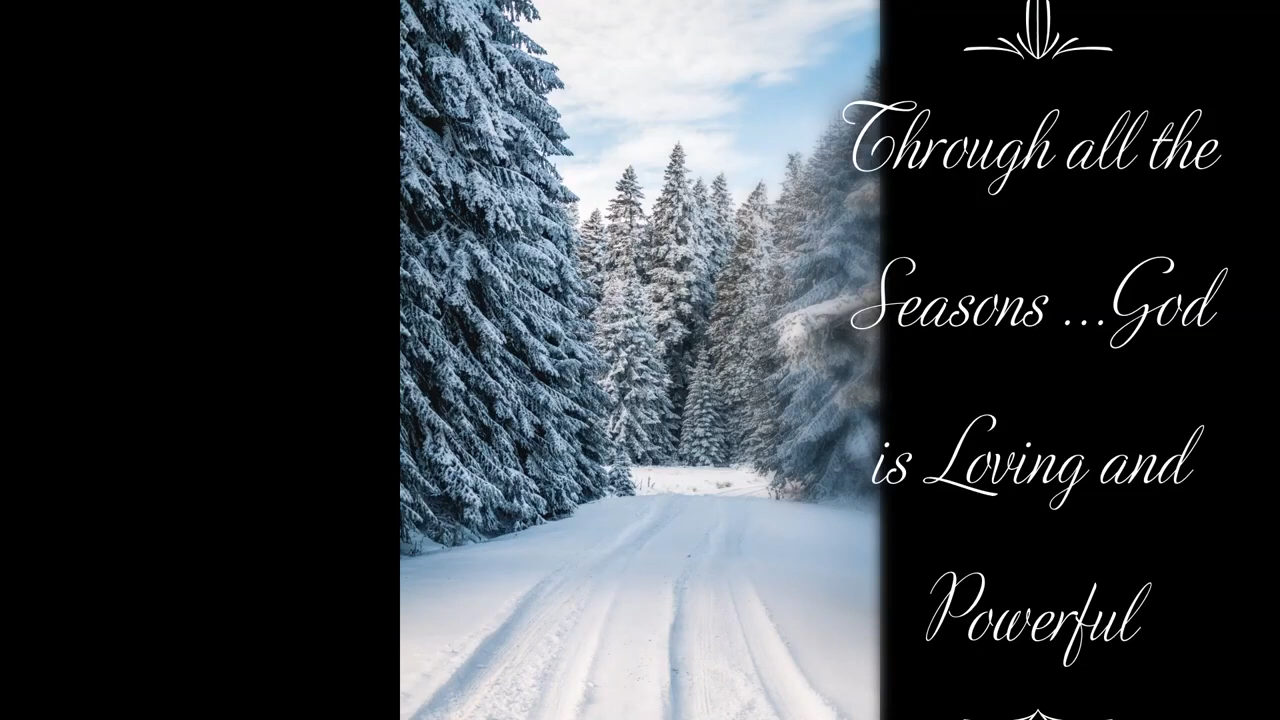 Through all the
Seasons ...God
is Loving and
Powerful